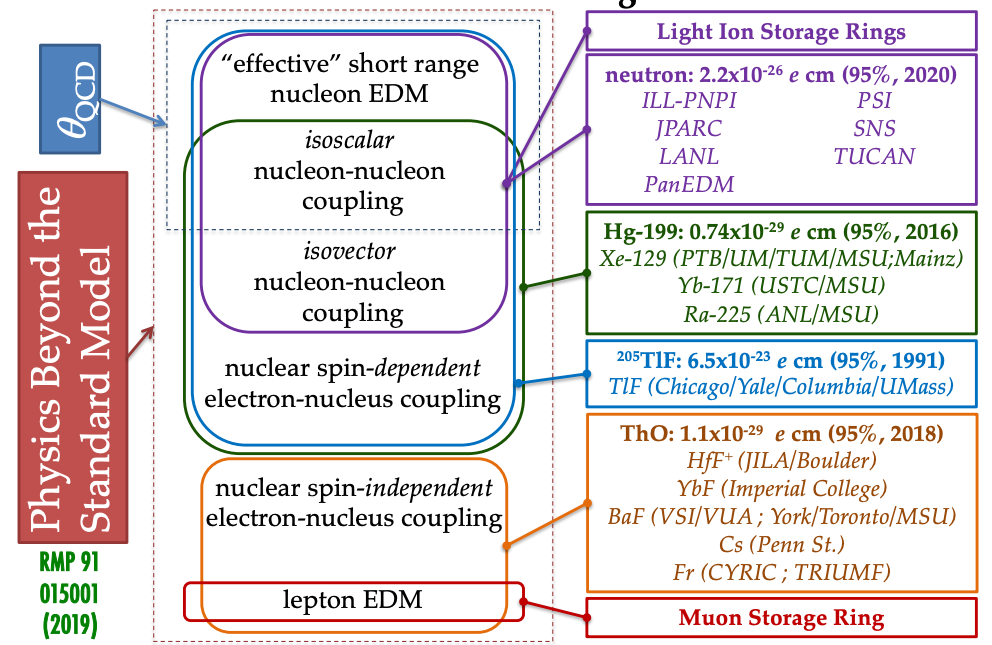 g
θQCD
Physics Beyond the
Standard Model
RMP 91
015001
(2019)
“effective” short range
nucleon EDM
isoscalar
nucleon-nucleon
coupling
isovector
nucleon-nucleon
coupling
nuclear spin-dependent
electron-nucleus coupling
nuclear spin-independent
electron-nucleus coupling
lepton EDM
Light Ion Storage Rings
neutron: 2.2x10⁻²⁶ e cm (95%, 2020)
ILL-PNPI PSI
JPARC SNS
LANL TUCAN
PanEDM
Hg-199: 0.74x10⁻²⁹ e cm (95%, 2016)
Xe-129 (PTB/UM/TUM/MSU;Mainz)
Yb-171 (USTC/MSU)
Ra-225 (ANL/MSU)
²⁰⁵TlF: 6.5x10⁻²³ e cm (95%, 1991)
TlF (Chicago/Yale/Columbia/UMass)
ThO: 1.1x10⁻²⁹ e cm (95%, 2018)
HfF⁺ (JILA/Boulder)
YbF (Imperial College)
BaF (VSI/VUA ; York/Toronto/MSU)
Cs (Penn St.)
Fr (CYRIC ; TRIUMF)
Muon Storage Ring